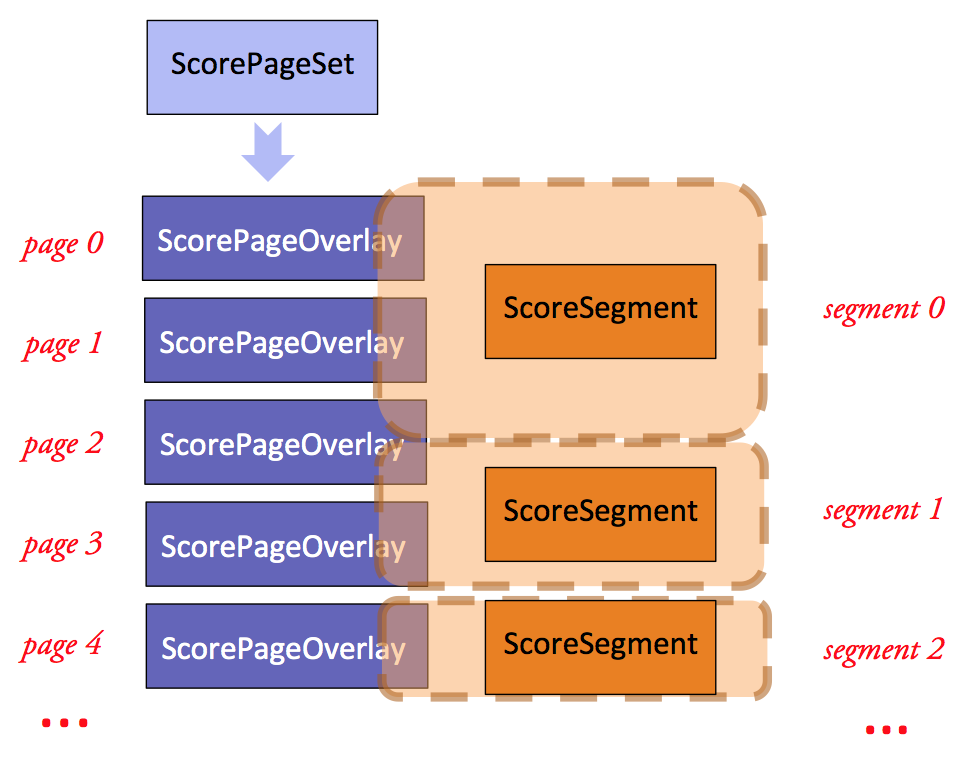 ScorePageSet
page 0
ScorePageOverlay
ScoreSegment
segment 0
page 1
ScorePageOverlay
page 2
ScorePageOverlay
ScoreSegment
segment 1
page 3
ScorePageOverlay
page 4
ScorePageOverlay
ScoreSegment
segment 2
...
...